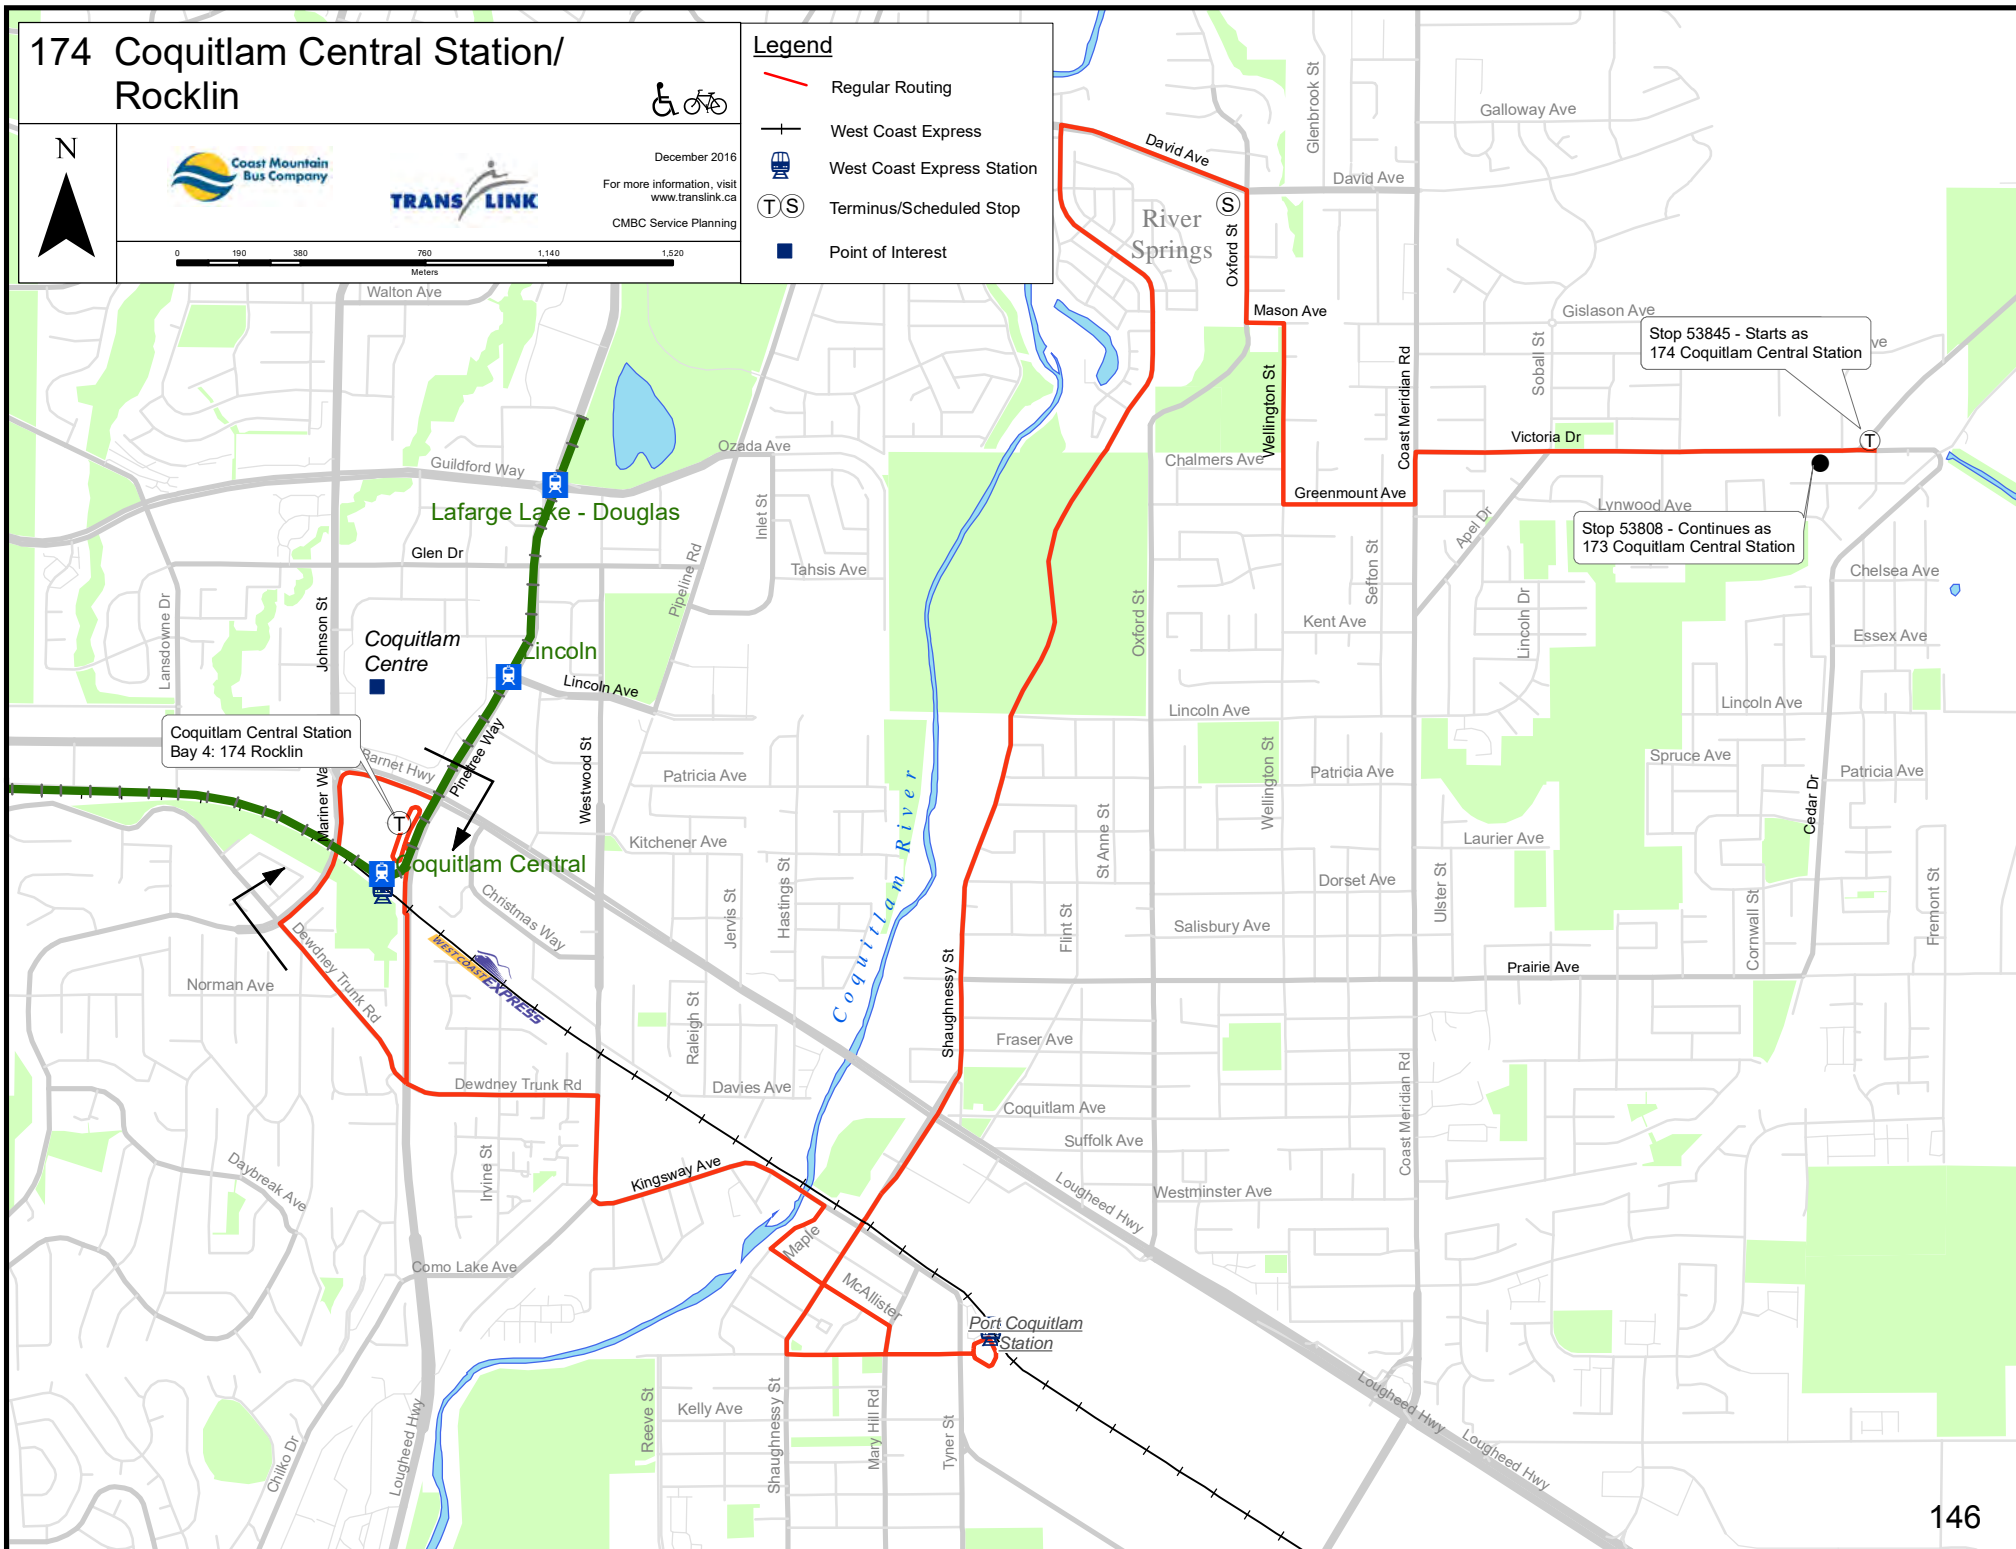 174 Coquitlam Central Station/
Rocklin
N
Coast Mountain
Bus Company
TRANS LINK
December 2016
For more information, visit
www.translink.ca
CMBC Service Planning
0 190 380 760 1,140 1,520
Meters
Legend
Regular Routing
West Coast Express
West Coast Express Station
T S Terminus/Scheduled Stop
Point of Interest
Glenbrook St
Galloway Ave
David Ave
David Ave
River
Springs
S
Oxford St
Walton Ave
Mason Ave
Gislason Ave
Stop 53845 - Starts as
174 Coquitlam Central Station
ve
Soball St
Coast Meridian Rd
Wellington St
T
Victoria Dr
Ozada Ave
Guildford Way
Chalmers Ave
Greenmount Ave
Lynwood Ave
Lafarge Lake - Douglas
Inlet St
Apel Dr
Stop 53808 - Continues as
173 Coquitlam Central Station
Glen Dr
Pipeline Rd
Tahsis Ave
Sefton St
Chelsea Ave
Lansdowne Dr
Johnson St
Oxford St
Kent Ave
Lincoln Dr
Essex Ave
Coquitlam
Centre
Lincoln
Lincoln Ave
Lincoln Ave
Lincoln Ave
Coquitlam Central Station
Bay 4: 174 Rocklin
Barnet Hwy
Pinetree Way
Westwood St
Patricia Ave
Wellington St
Patricia Ave
Spruce Ave
Patricia Ave
Mariner Wa
T
Kitchener Ave
St Anne St
Laurier Ave
Cedar Dr
oquitlam Central
Coquitlam River
Christmas Way
Jervis St
Hastings St
Dorset Ave
Ulster St
Cornwall St
Fremont St
Dewdney Trunk Rd
WEST COAST EXPRESS
Flint St
Salisbury Ave
Prairie Ave
Norman Ave
Raleigh St
Shaughnessy St
Fraser Ave
Dewdney Trunk Rd
Davies Ave
Coquitlam Ave
Coast Meridian Rd
Suffolk Ave
Daybreak Ave
Irvine St
Kingsway Ave
Westminster Ave
Lougheed Hwy
Maple
Como Lake Ave
McAllister
Port Coquitlam
Station
Reeve St
Kelly Ave
Shaughnessy St
Mary Hill Rd
Tyner St
Chilko Dr
Lougheed Hwy
Lougheed Hwy
Lougheed Hwy
146